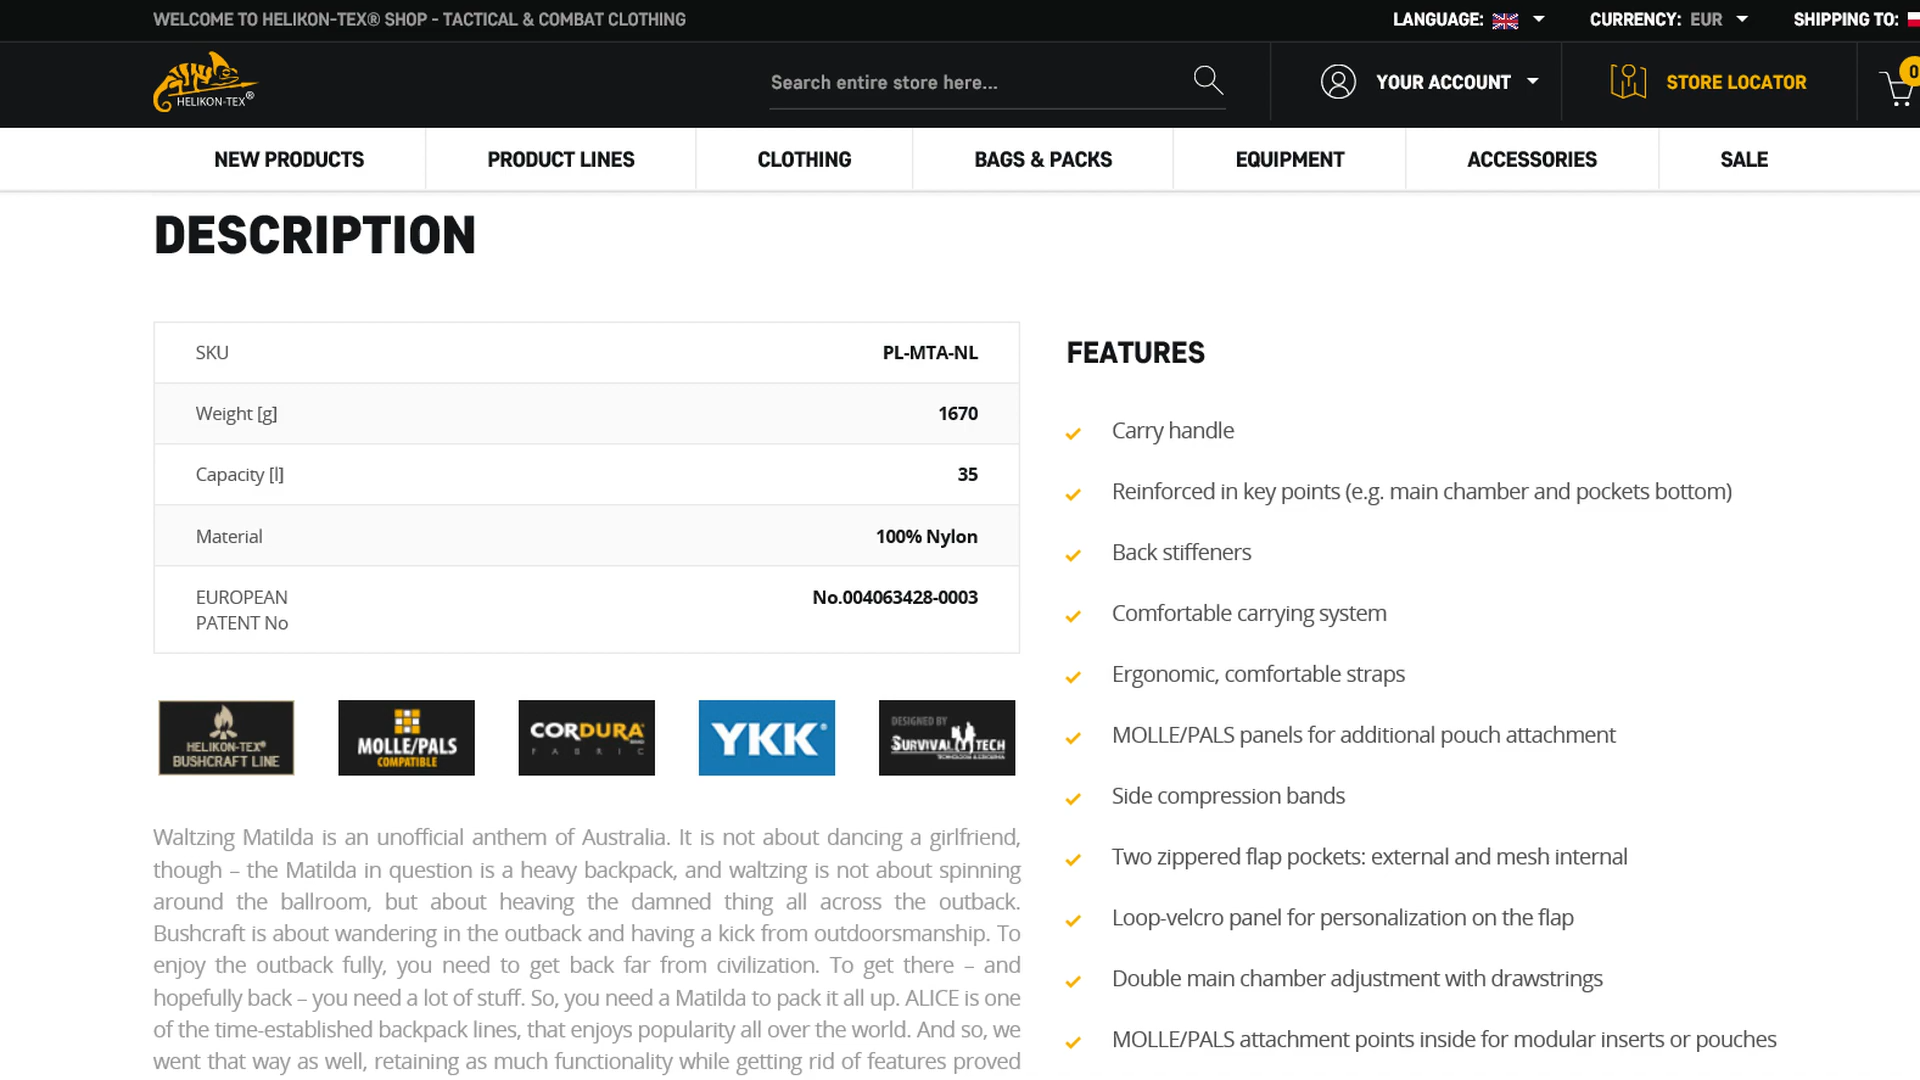 WELCOME TO HELIKON-TEX® SHOP - TACTICAL & COMBAT CLOTHING
LANGUAGE:
CURRENCY: EUR
SHIPPING TO:
HELIKON-TEX®
Search entire store here...
YOUR ACCOUNT
STORE LOCATOR
0
NEW PRODUCTS
PRODUCT LINES
CLOTHING
BAGS & PACKS
EQUIPMENT
ACCESSORIES
SALE
DESCRIPTION
SKU PL-MTA-NL
Weight [g] 1670
Capacity [l] 35
Material 100% Nylon
EUROPEAN No.004063428-0003
PATENT No
HELIKON-TEX®
BUSHCRAFT LINE
MOLLE/PALS
COMPATIBLE
CORDURA
FABRIC
YKK®
DESIGNED BY
SURVIVAL TECH
Waltzing Matilda is an unofficial anthem of Australia. It is not about dancing a girlfriend,
though – the Matilda in question is a heavy backpack, and waltzing is not about spinning
around the ballroom, but about heaving the damned thing all across the outback.
Bushcraft is about wandering in the outback and having a kick from outdoorsmanship. To
enjoy the outback fully, you need to get back far from civilization. To get there – and
hopefully back – you need a lot of stuff. So, you need a Matilda to pack it all up. ALICE is one
of the time-established backpack lines, that enjoys popularity all over the world. And so, we
went that way as well, retaining as much functionality while getting rid of features proved
FEATURES
Carry handle
Reinforced in key points (e.g. main chamber and pockets bottom)
Back stiffeners
Comfortable carrying system
Ergonomic, comfortable straps
MOLLE/PALS panels for additional pouch attachment
Side compression bands
Two zippered flap pockets: external and mesh internal
Loop-velcro panel for personalization on the flap
Double main chamber adjustment with drawstrings
MOLLE/PALS attachment points inside for modular inserts or pouches